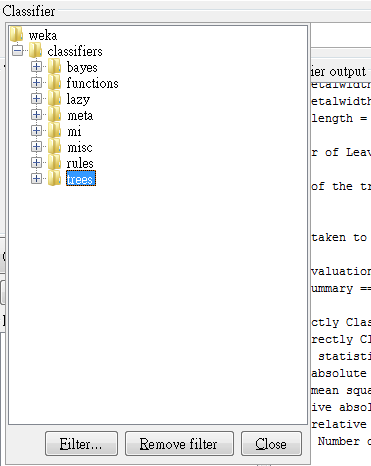 Classifier
weka
classifiers
bayes
functions
lazy
meta
mi
misc
rules
trees
Filter...
Remove filter
Close
ier output
etalwidth
etalwidth
length =
r of Leav
of the tr
taken to
valuation
ummary ==
ctly Clas
rectly Cl
statisti
absolute
mean squa
ive absol
relative
Number o